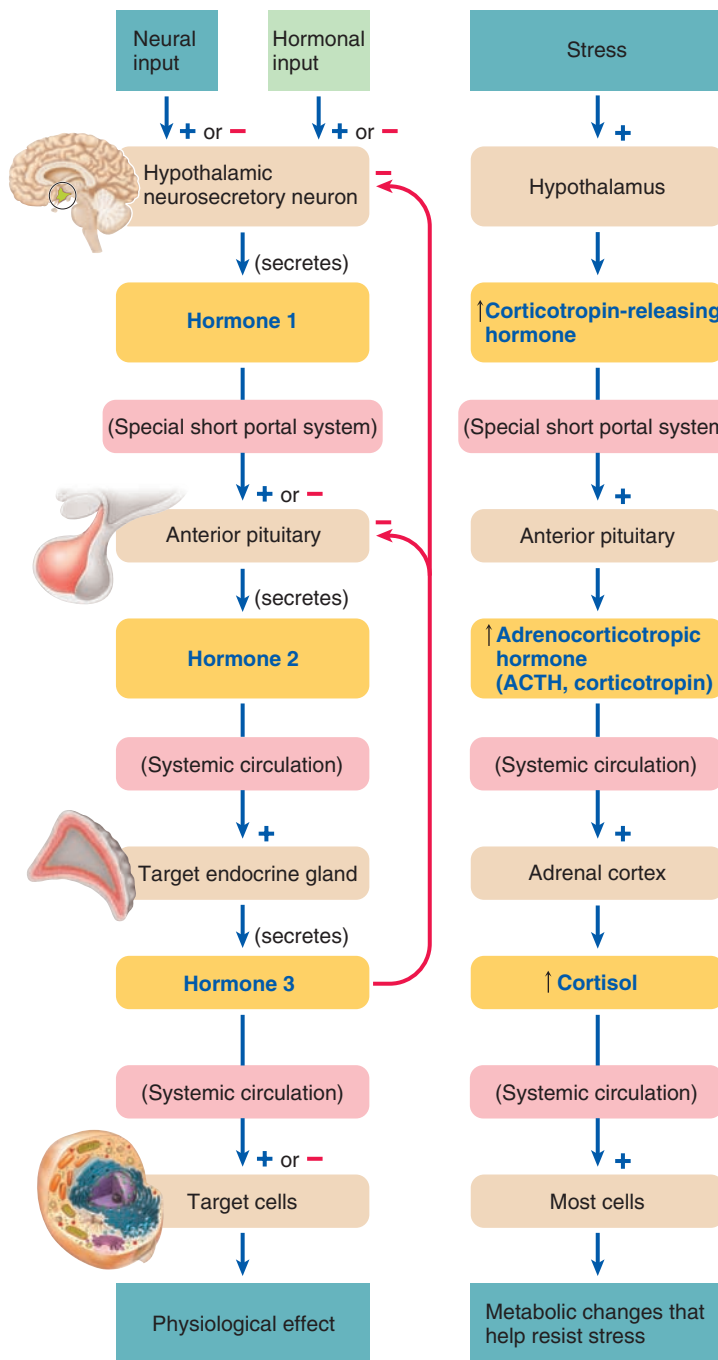 Neural
input
Hormonal
input
+ or −
+ or −
Hypothalamic
neurosecretory neuron
−
(secretes)
Hormone 1
(Special short portal system)
+ or −
Anterior pituitary
−
(secretes)
Hormone 2
(Systemic circulation)
+
Target endocrine gland
(secretes)
Hormone 3
(Systemic circulation)
+ or −
Target cells
Physiological effect
Stress
+
Hypothalamus
↑Corticotropin-releasing
hormone
(Special short portal system
+
Anterior pituitary
↑Adrenocorticotropic
hormone
(ACTH, corticotropin)
(Systemic circulation)
+
Adrenal cortex
↑ Cortisol
(Systemic circulation)
+
Most cells
Metabolic changes that
help resist stress